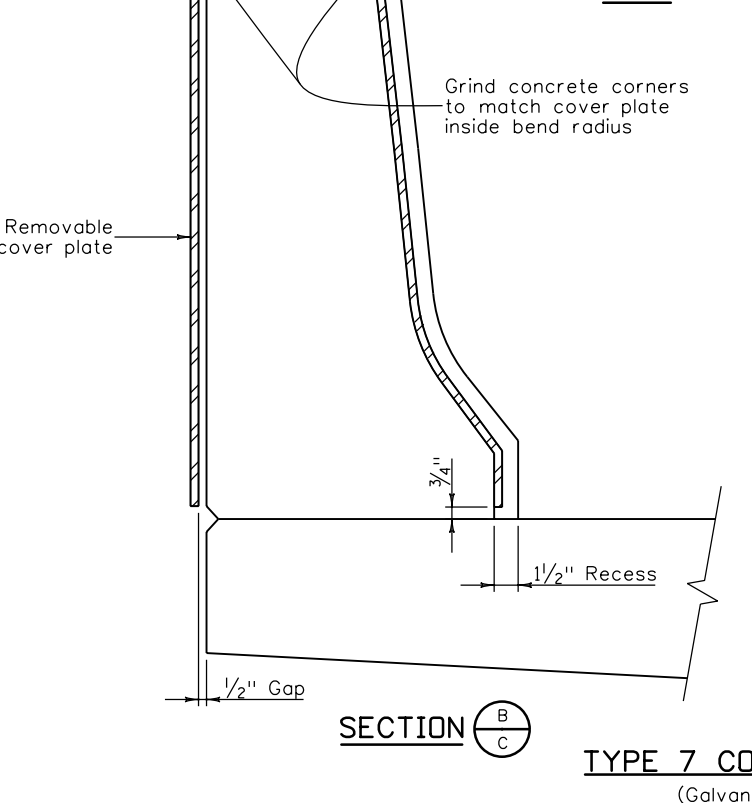 Grind concrete corners
to match cover plate
inside bend radius
Removable
cover plate
3/4"
1 1/2" Recess
1/2" Gap
SECTION B
C
TYPE 7
(Galvan